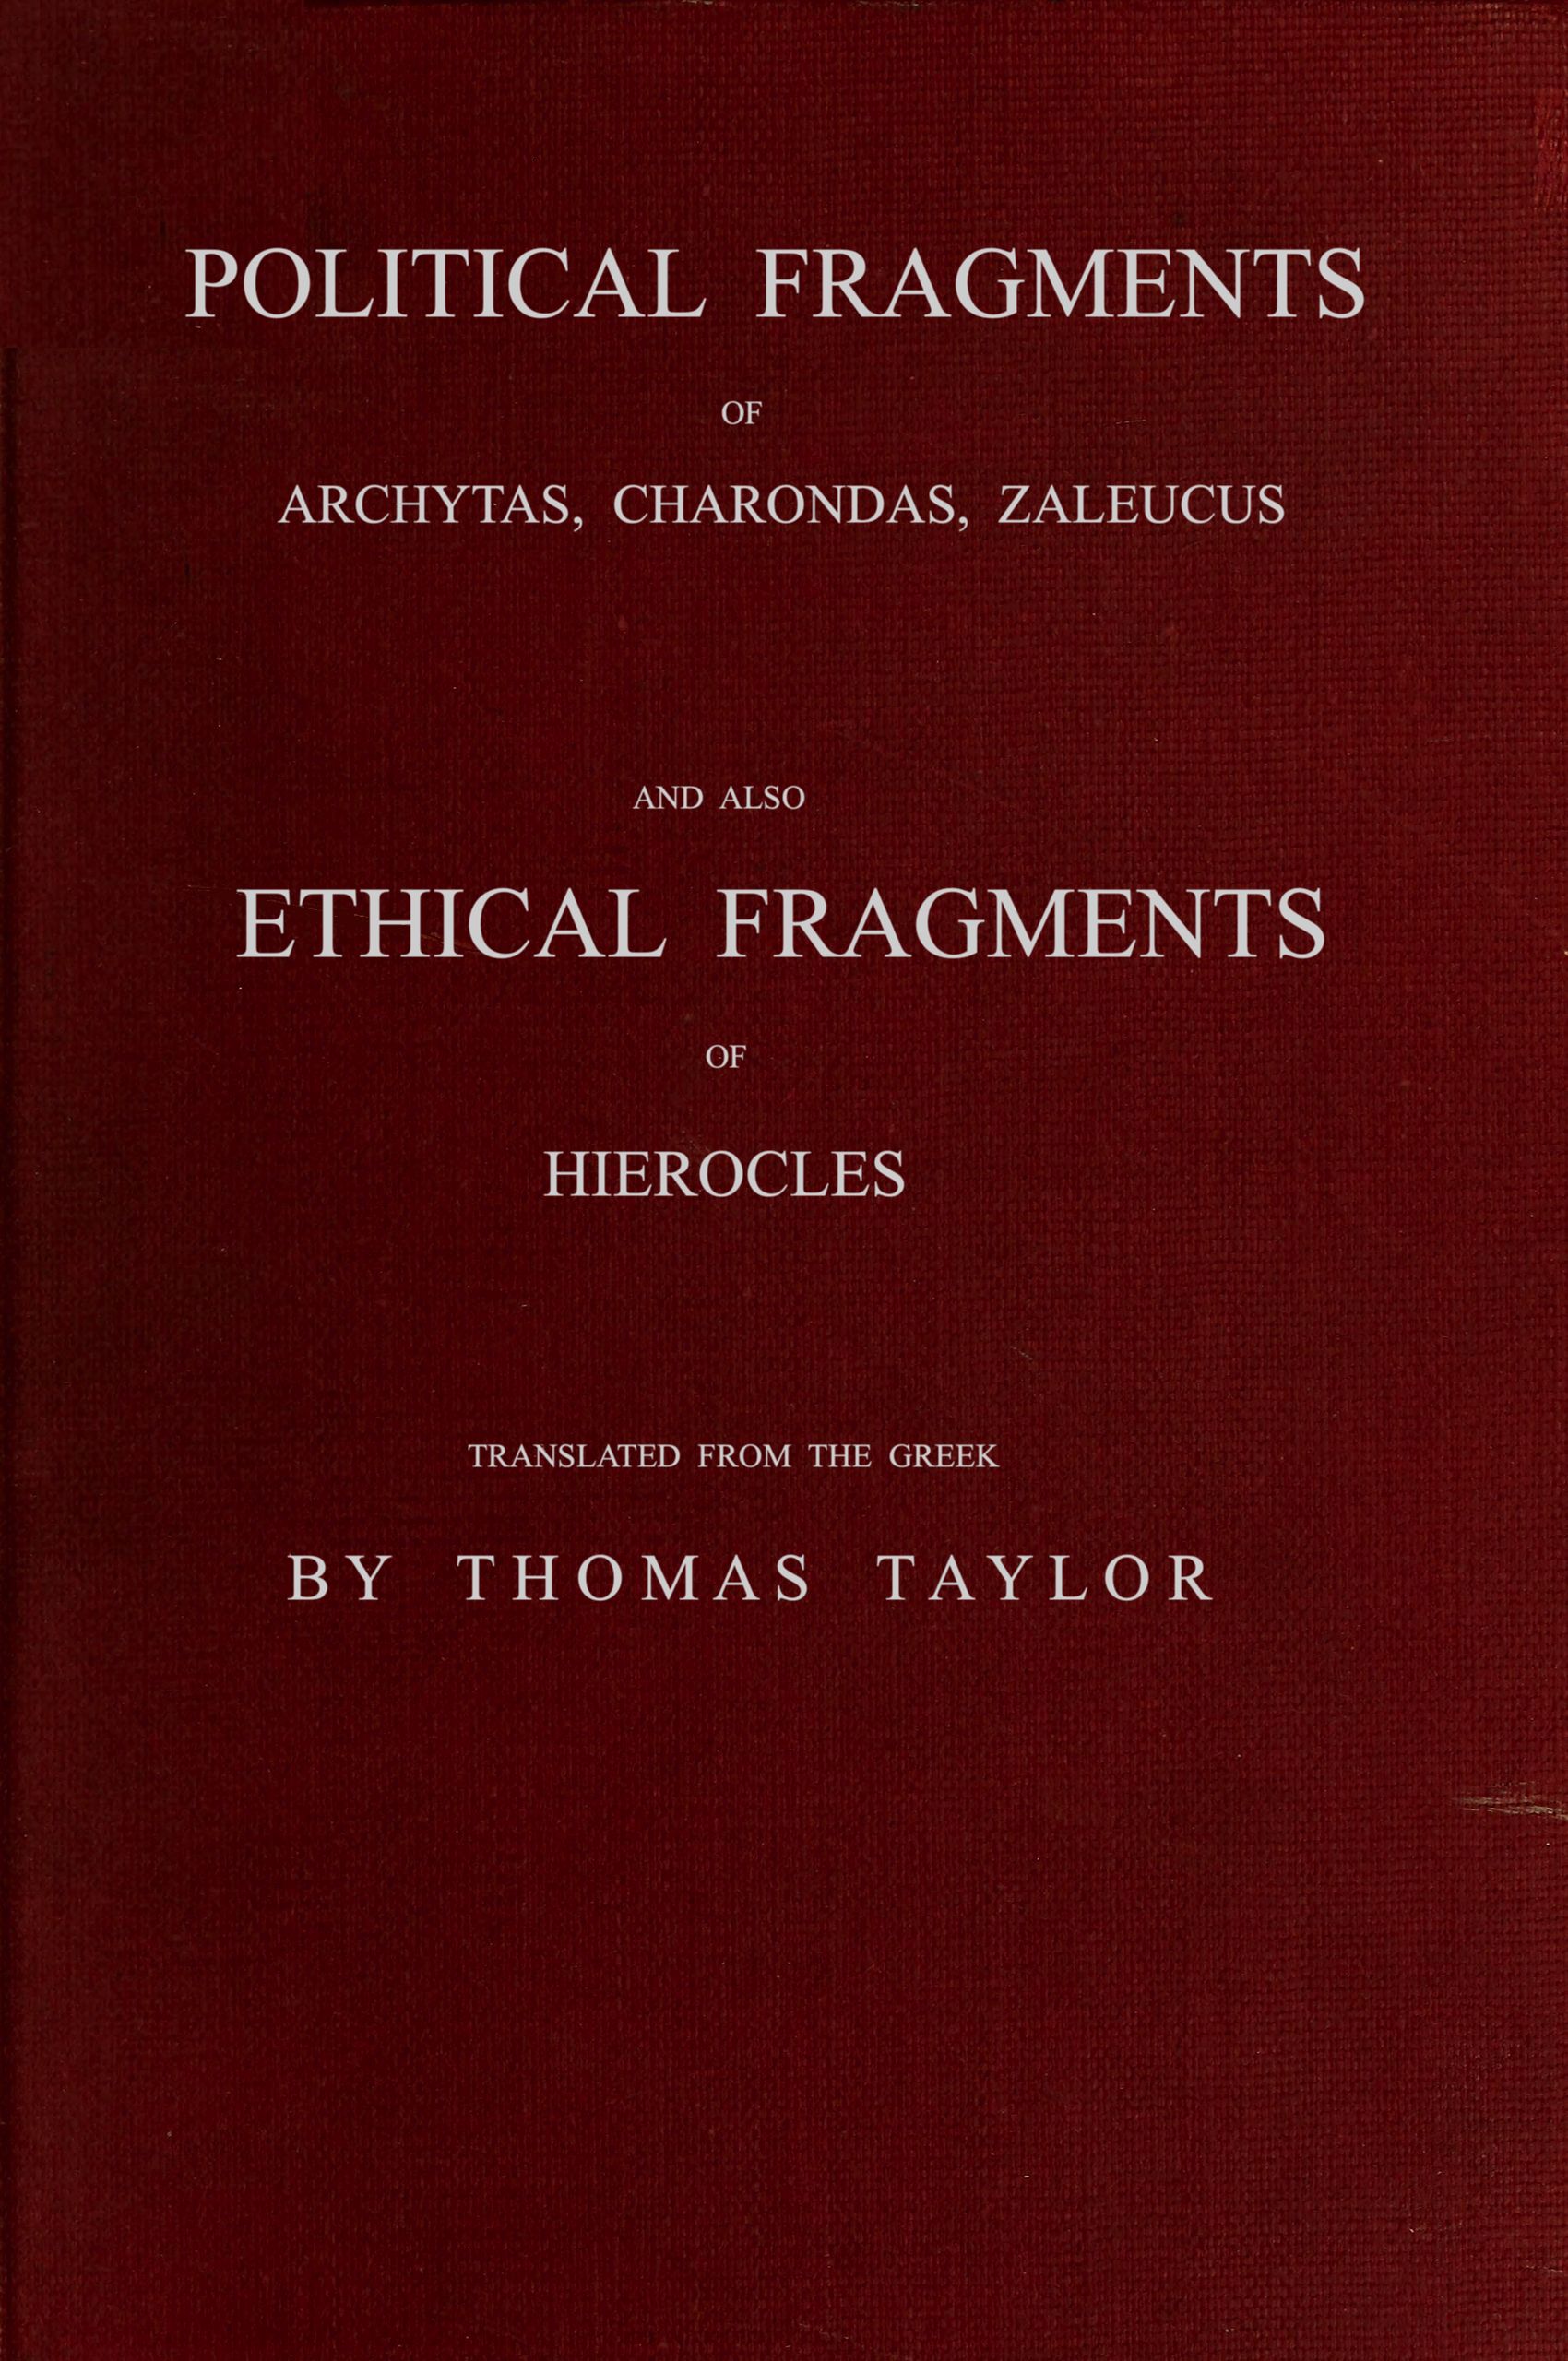 POLITICAL FRAGMENTS
OF
ARCHYTAS, CHARONDAS, ZALEUCUS
AND ALSO
ETHICAL FRAGMENTS
OF
HIEROCLES
TRANSLATED FROM THE GREEK
BY THOMAS TAYLOR